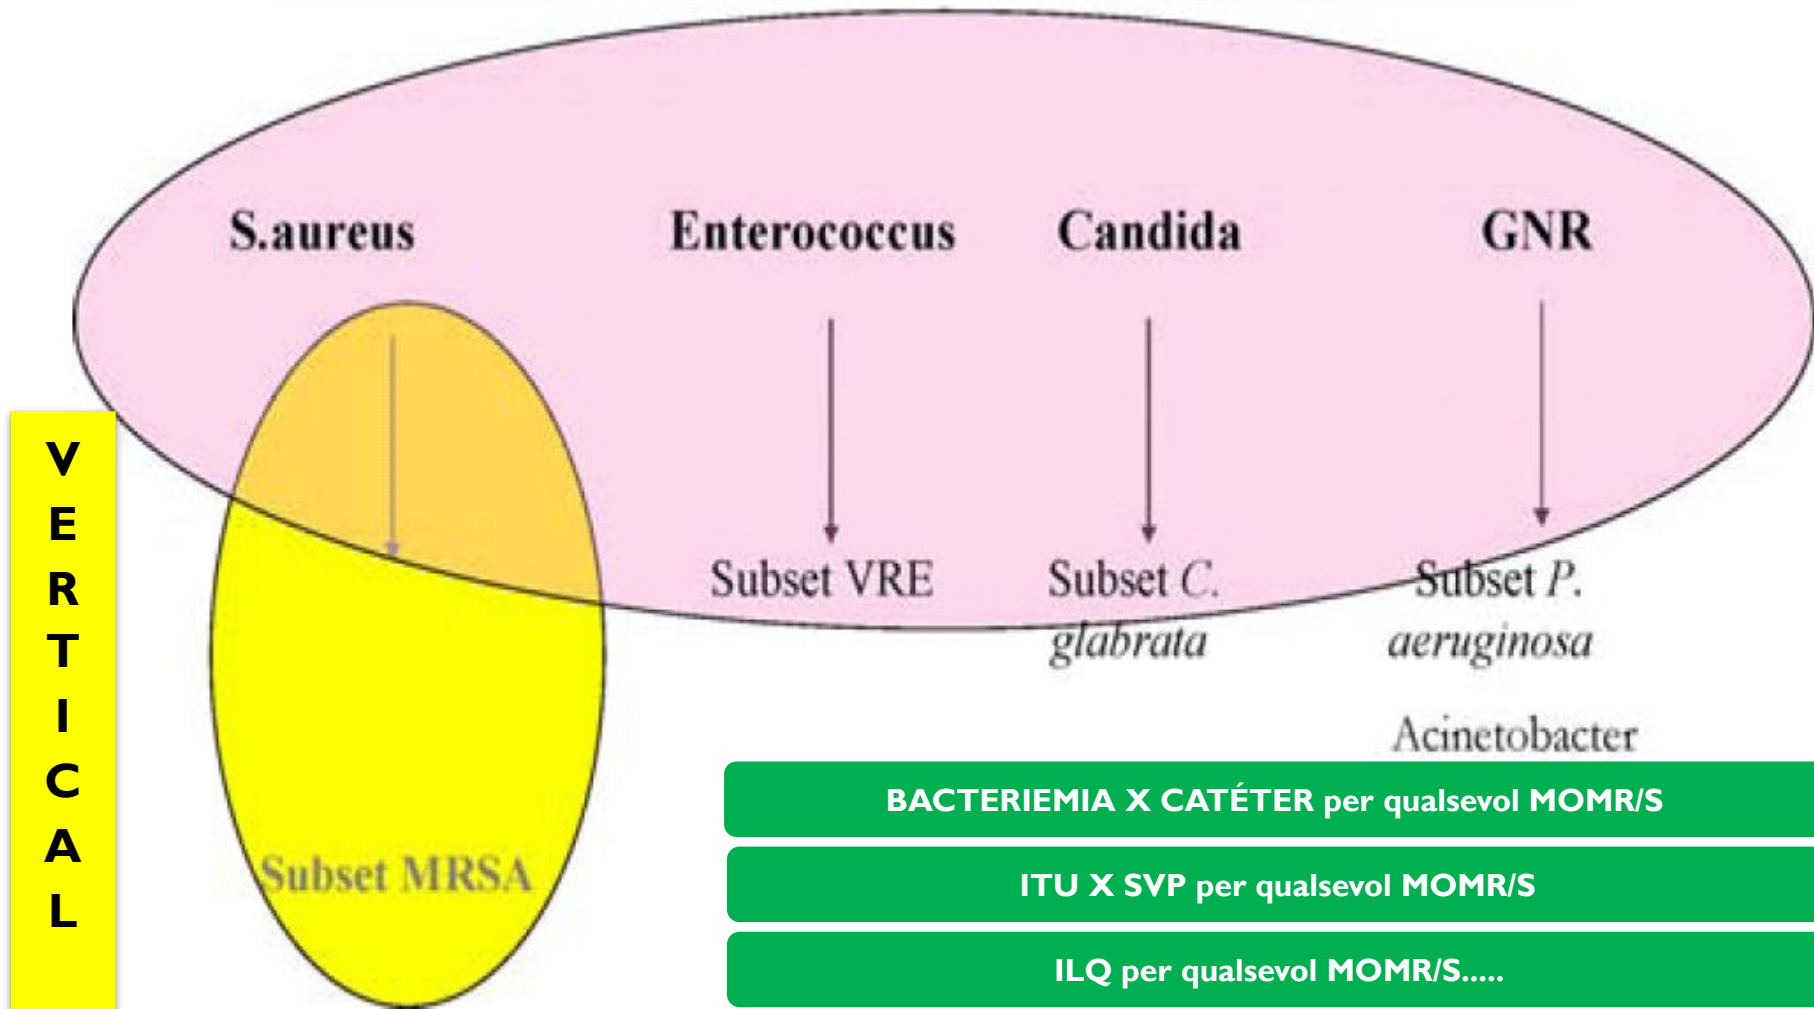 S.aureus Enterococcus Candida GNR
VERTICAL
Subset VRE
Subset C.
glabrata
Subset P.
aeruginosa
Acinetobacter
Subset MRSA
BACTERIEMIA X CATÉTER per qualsevol MOMR/S
ITU X SVP per qualsevol MOMR/S
ILQ per qualsevol MOMR/S.....